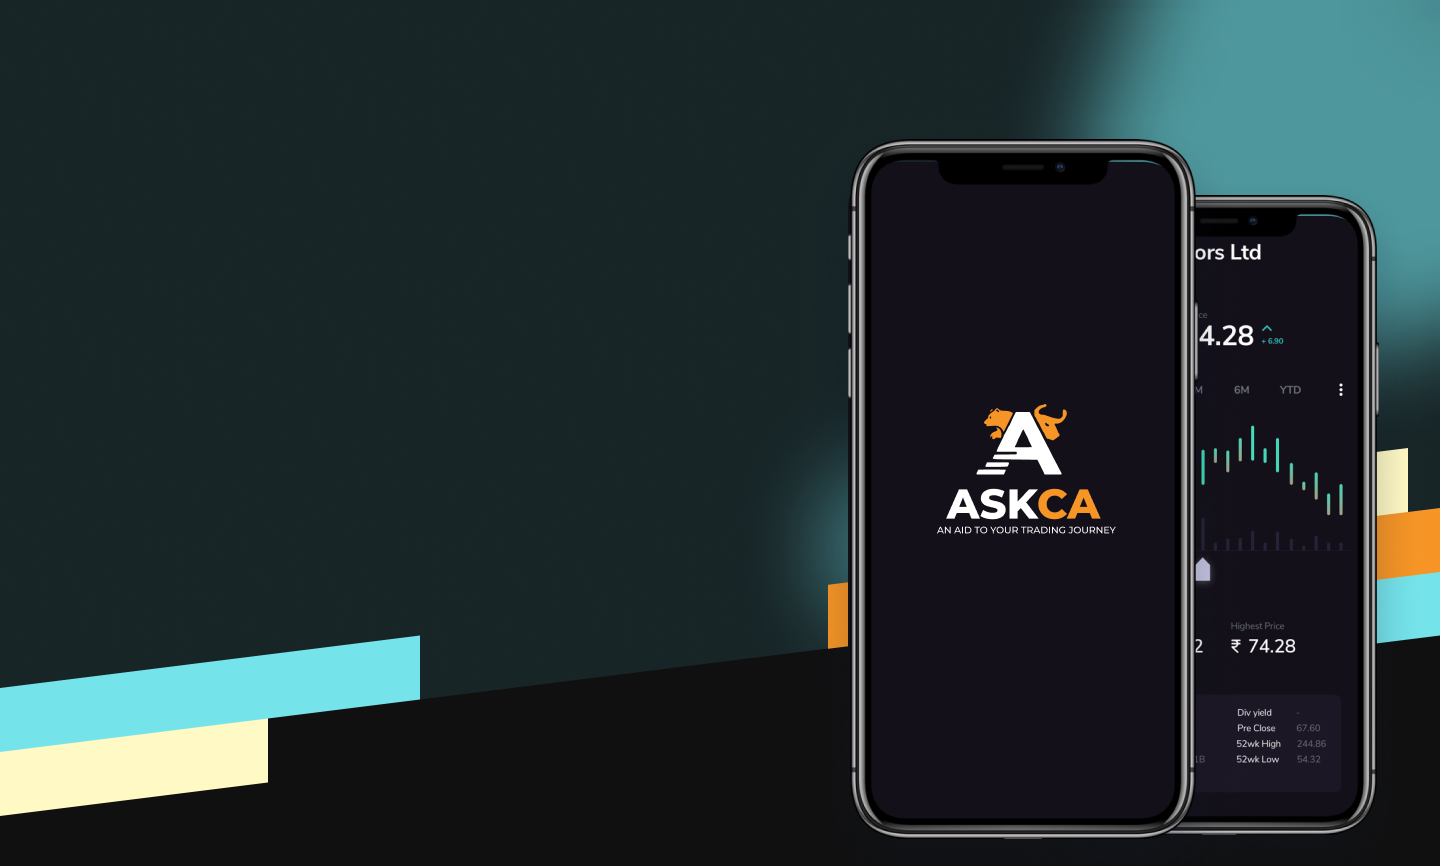 A
ASKCA
AN AID TO YOUR TRADING JOURNEY
ors Ltd
ce
4.28
+ 6.90
M 6M YTD
Highest Price
2 ₹ 74.28
Div yield -
Pre Close 67.60
52wk High 244.86
1B 52wk Low 54.32